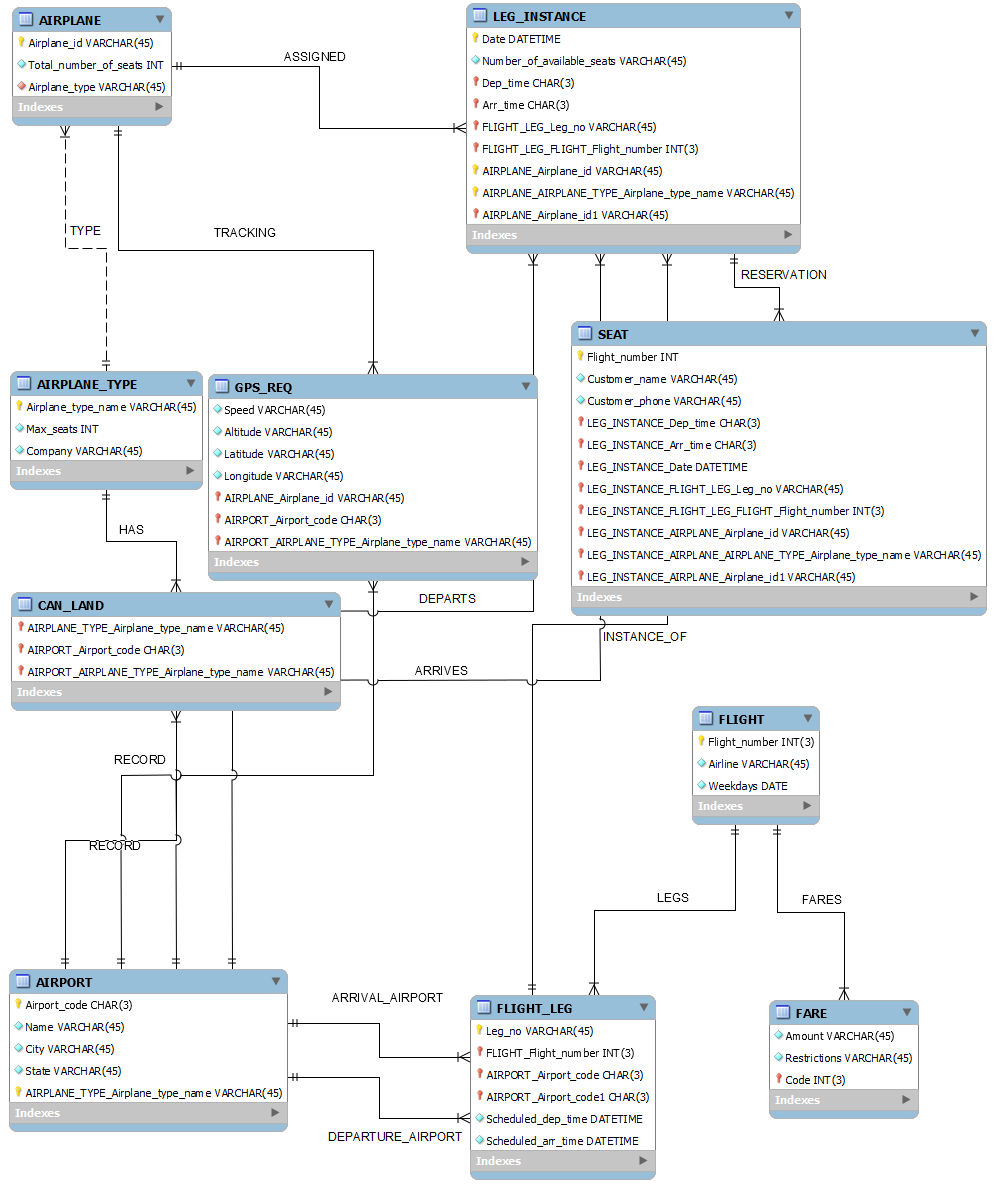 AIRPLANE
Airplane_id VARCHAR(45)
Total_number_of_seats INT
Airplane_type VARCHAR(45)
Indexes
ASSIGNED
LEG_INSTANCE
Date DATETIME
Number_of_available_seats VARCHAR(45)
Dep_time CHAR(3)
Arr_time CHAR(3)
FLIGHT_LEG_Leg_no VARCHAR(45)
FLIGHT_LEG_FLIGHT_Flight_number INT(3)
AIRPLANE_Airplane_id VARCHAR(45)
AIRPLANE_AIRPLANE_TYPE_Airplane_type_name VARCHAR(45)
AIRPLANE_Airplane_id1 VARCHAR(45)
Indexes
TYPE
TRACKING
RESERVATION
AIRPLANE_TYPE
Airplane_type_name VARCHAR(45)
Max_seats INT
Company VARCHAR(45)
Indexes
GPS_REQ
Speed VARCHAR(45)
Altitude VARCHAR(45)
Latitude VARCHAR(45)
Longitude VARCHAR(45)
AIRPLANE_Airplane_id VARCHAR(45)
AIRPORT_Airport_code CHAR(3)
AIRPORT_AIRPLANE_TYPE_Airplane_type_name VARCHAR(45)
Indexes
SEAT
Flight_number INT
Customer_name VARCHAR(45)
Customer_phone VARCHAR(45)
LEG_INSTANCE_Dep_time CHAR(3)
LEG_INSTANCE_Arr_time CHAR(3)
LEG_INSTANCE_Date DATETIME
LEG_INSTANCE_FLIGHT_LEG_Leg_no VARCHAR(45)
LEG_INSTANCE_FLIGHT_LEG_FLIGHT_Flight_number INT(3)
LEG_INSTANCE_AIRPLANE_Airplane_id VARCHAR(45)
LEG_INSTANCE_AIRPLANE_AIRPLANE_TYPE_Airplane_type_name VARCHAR(45)
LEG_INSTANCE_AIRPLANE_Airplane_id1 VARCHAR(45)
Indexes
HAS
CAN_LAND
AIRPLANE_TYPE_Airplane_type_name VARCHAR(45)
AIRPORT_Airport_code CHAR(3)
AIRPORT_AIRPLANE_TYPE_Airplane_type_name VARCHAR(45)
Indexes
DEPARTS
INSTANCE_OF
ARRIVES
FLIGHT
Flight_number INT(3)
Airline VARCHAR(45)
Weekdays DATE
Indexes
RECORD
RECORD
LEGS
FARES
AIRPORT
Airport_code CHAR(3)
Name VARCHAR(45)
City VARCHAR(45)
State VARCHAR(45)
AIRPLANE_TYPE_Airplane_type_name VARCHAR(45)
Indexes
ARRIVAL_AIRPORT
DEPARTURE_AIRPORT
FLIGHT_LEG
Leg_no VARCHAR(45)
FLIGHT_Flight_number INT(3)
AIRPORT_Airport_code CHAR(3)
AIRPORT_Airport_code1 CHAR(3)
Scheduled_dep_time DATETIME
Scheduled_arr_time DATETIME
Indexes
FARE
Amount VARCHAR(45)
Restrictions VARCHAR(45)
Code INT(3)
Indexes